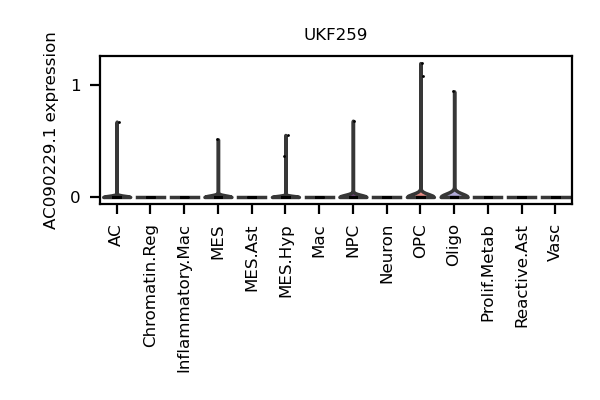 UKF259
AC090229.1 expression
1
0
AC
Chromatin.Reg
Inflammatory.Mac
MES
MES.Ast
MES.Hyp
Mac
NPC
Neuron
OPC
Oligo
Prolif.Metab
Reactive.Ast
Vasc